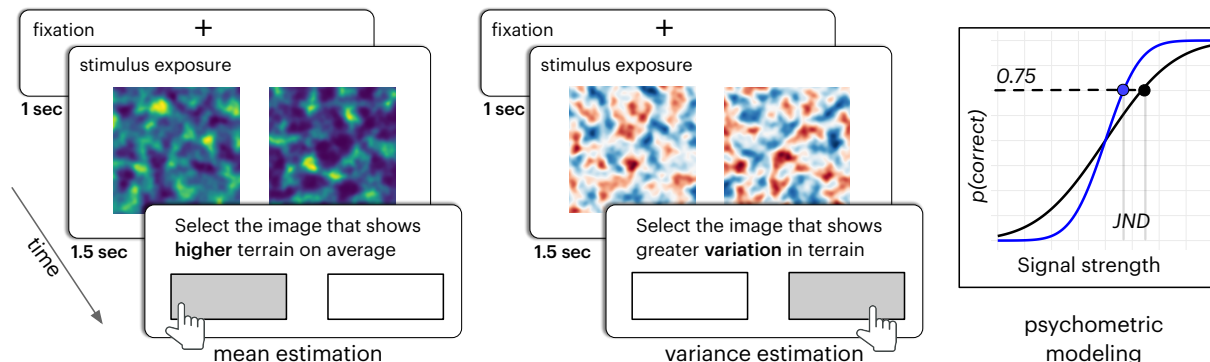 fixation +
stimulus exposure
1 sec
Select the image that shows
higher terrain on average
1.5 sec
time
mean estimation
fixation +
stimulus exposure
1 sec
Select the image that shows
greater variation in terrain
1.5 sec
variance estimation
0.75
p(correct)
JND
Signal strength
psychometric
modeling